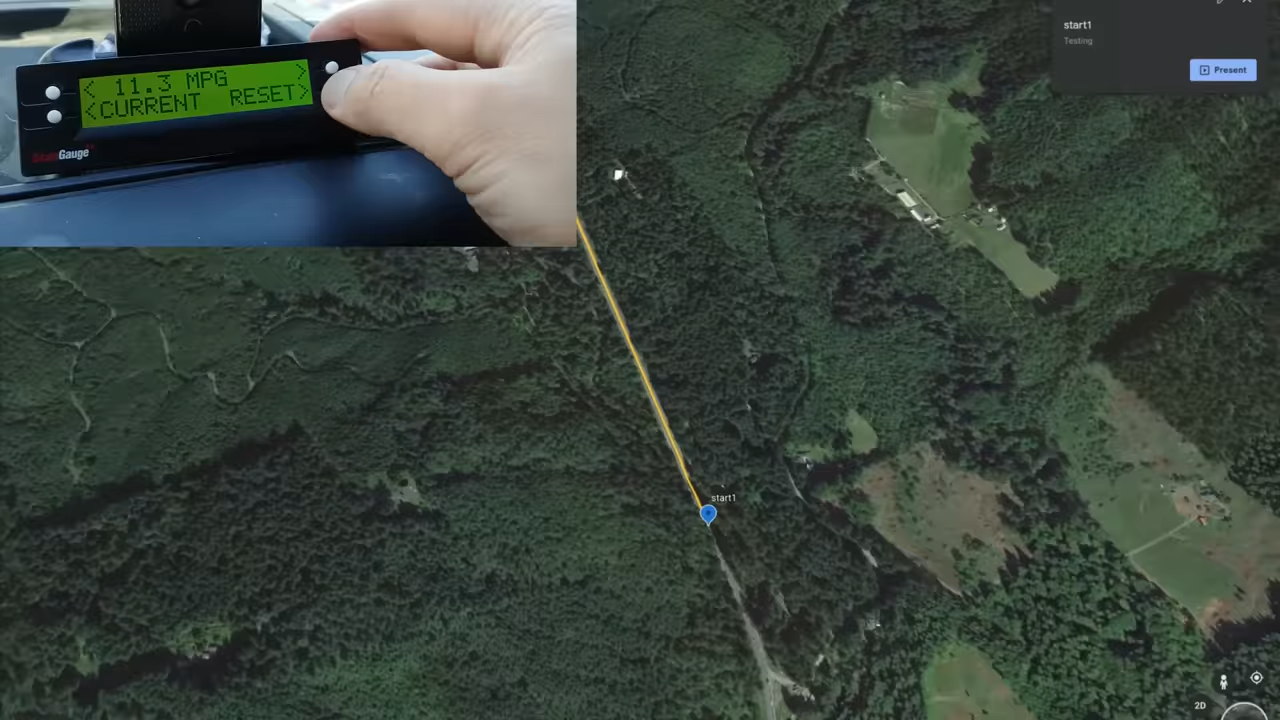 < 11.3 MPG >
<CURRENT RESET>
ScanGauge
start1
Testing
Present
start1
2D